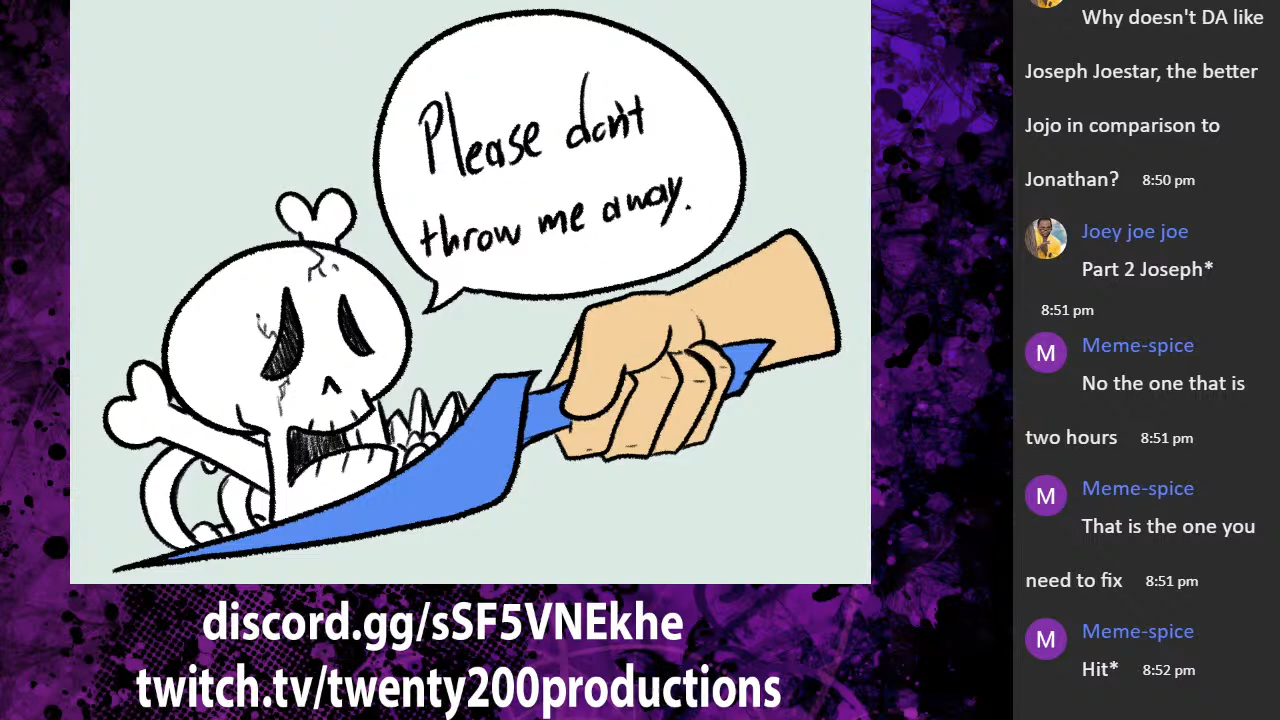 Please don't
throw me away.
discord.gg/sSF5VNEkhe
twitch.tv/twenty200productions
Why doesn't DA like
Joseph Joestar, the better
Jojo in comparison to
Jonathan? 8:50 pm
Joey joe joe
Part 2 Joseph*
8:51 pm
M Meme-spice
No the one that is
two hours 8:51 pm
M Meme-spice
That is the one you
need to fix 8:51 pm
M Meme-spice
Hit* 8:52 pm